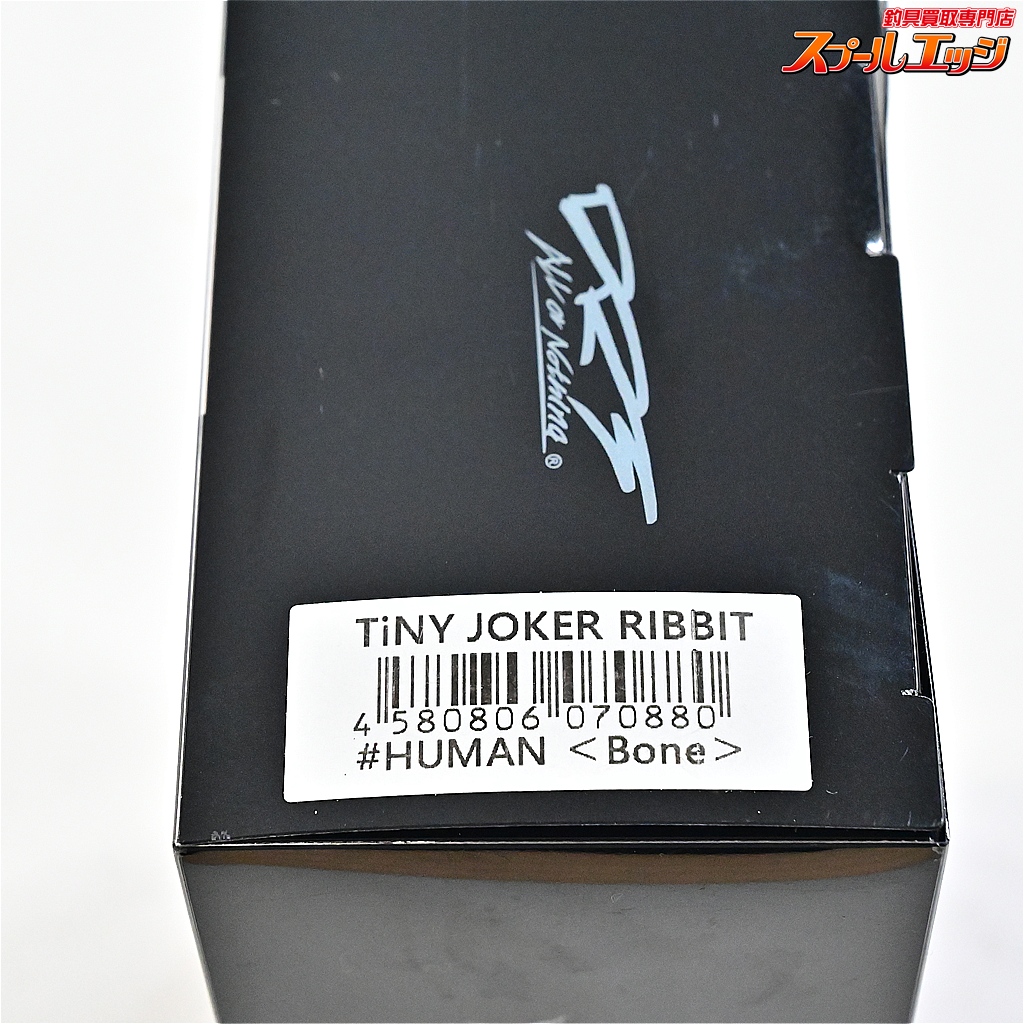 釣具買取専門店
スプールエッジ
DRT
All or Nothing®
TiNY JOKER RIBBIT
4 580806 070880
#HUMAN <Bone>